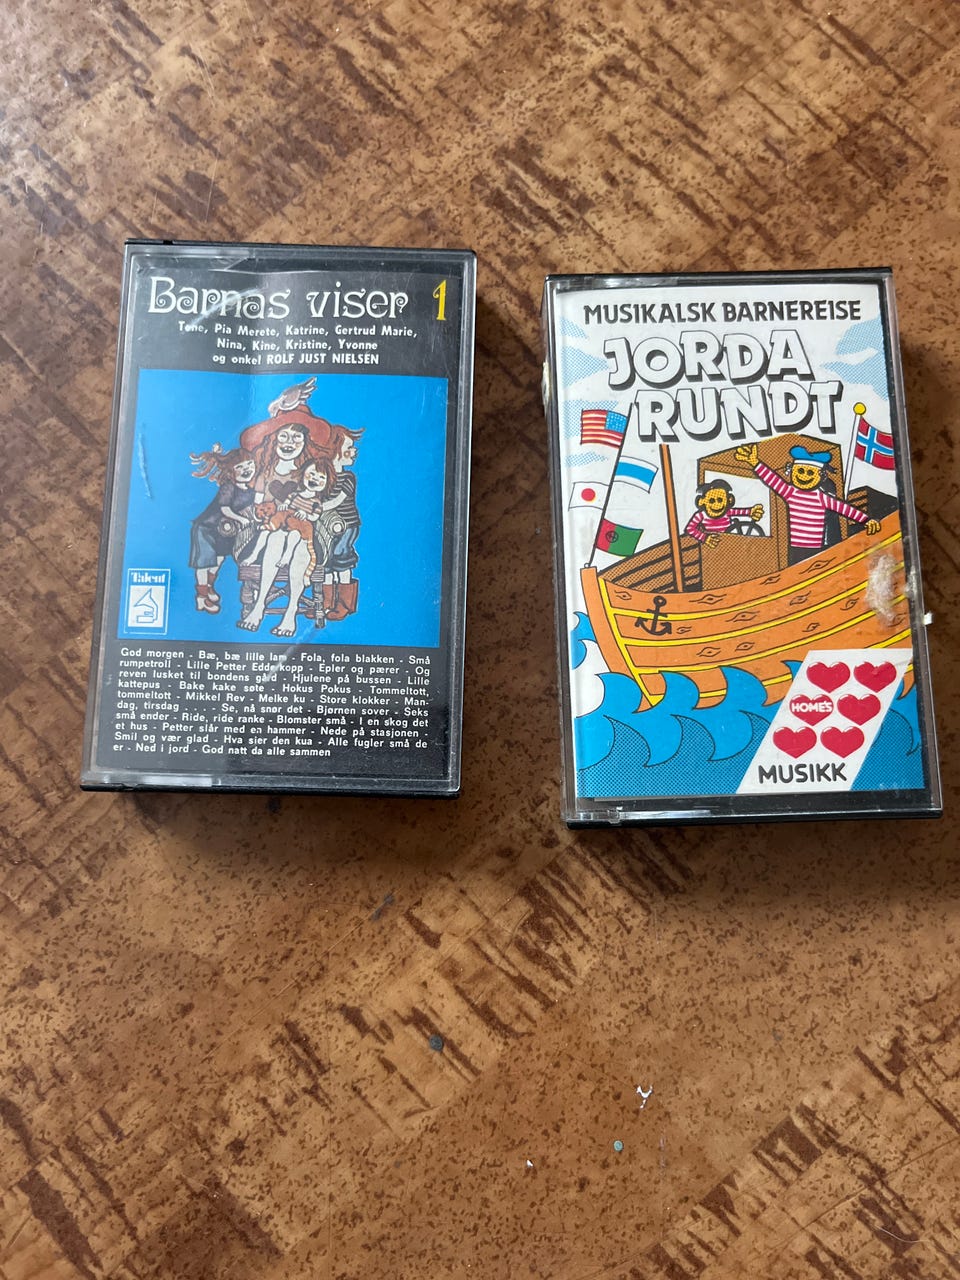 Barnas viser 1
Tone, Pia Merete, Katrine, Gertrud Marie,
Nina, Kine, Kristine, Yvonne
og onkel ROLF JUST NIELSEN
Talent
God morgen - Bæ, bæ lille lam - Fola, fola blakken - Små
rumpetroll - Lille Petter Edderkopp - Epler og pærer - Og
reven lusket til bondens gård - Hjulene på bussen - Lille
kattepus - Bake kake søte - Hokus Pokus - Tommeltott,
tommeltott - Mikkel Rev - Meike ku - Store klokker - Man-
dag, tirsdag . . . . - Se, nå snør det - Bjørnen sover - Seks
små ender - Ride, ride ranke - Blomster små - I en skog det
et hus - Petter slår med en hammer - Nede på stasjonen -
Smil og vær glad - Hva sier den kua - Alle fugler små de
er - Ned i jord - God natt da alle sammen
MUSIKALSK BARNEREISE
JORDA
RUNDT
HOME'S
MUSIKK